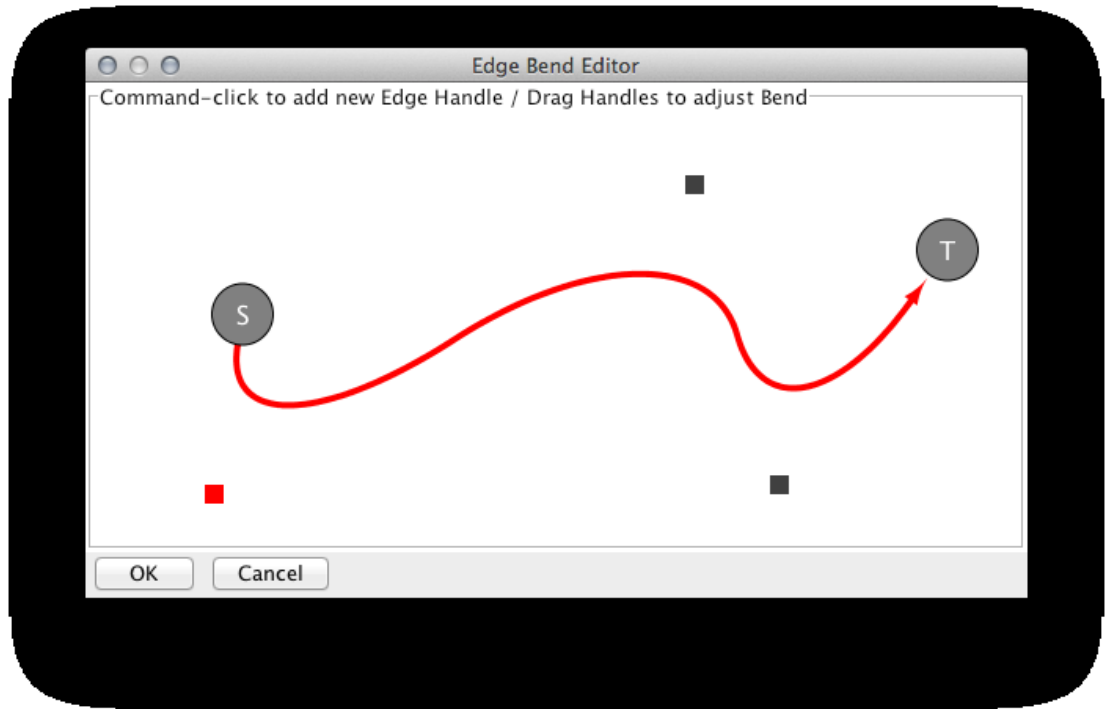 Edge Bend Editor
Command-click to add new Edge Handle / Drag Handles to adjust Bend
T
S
OK Cancel